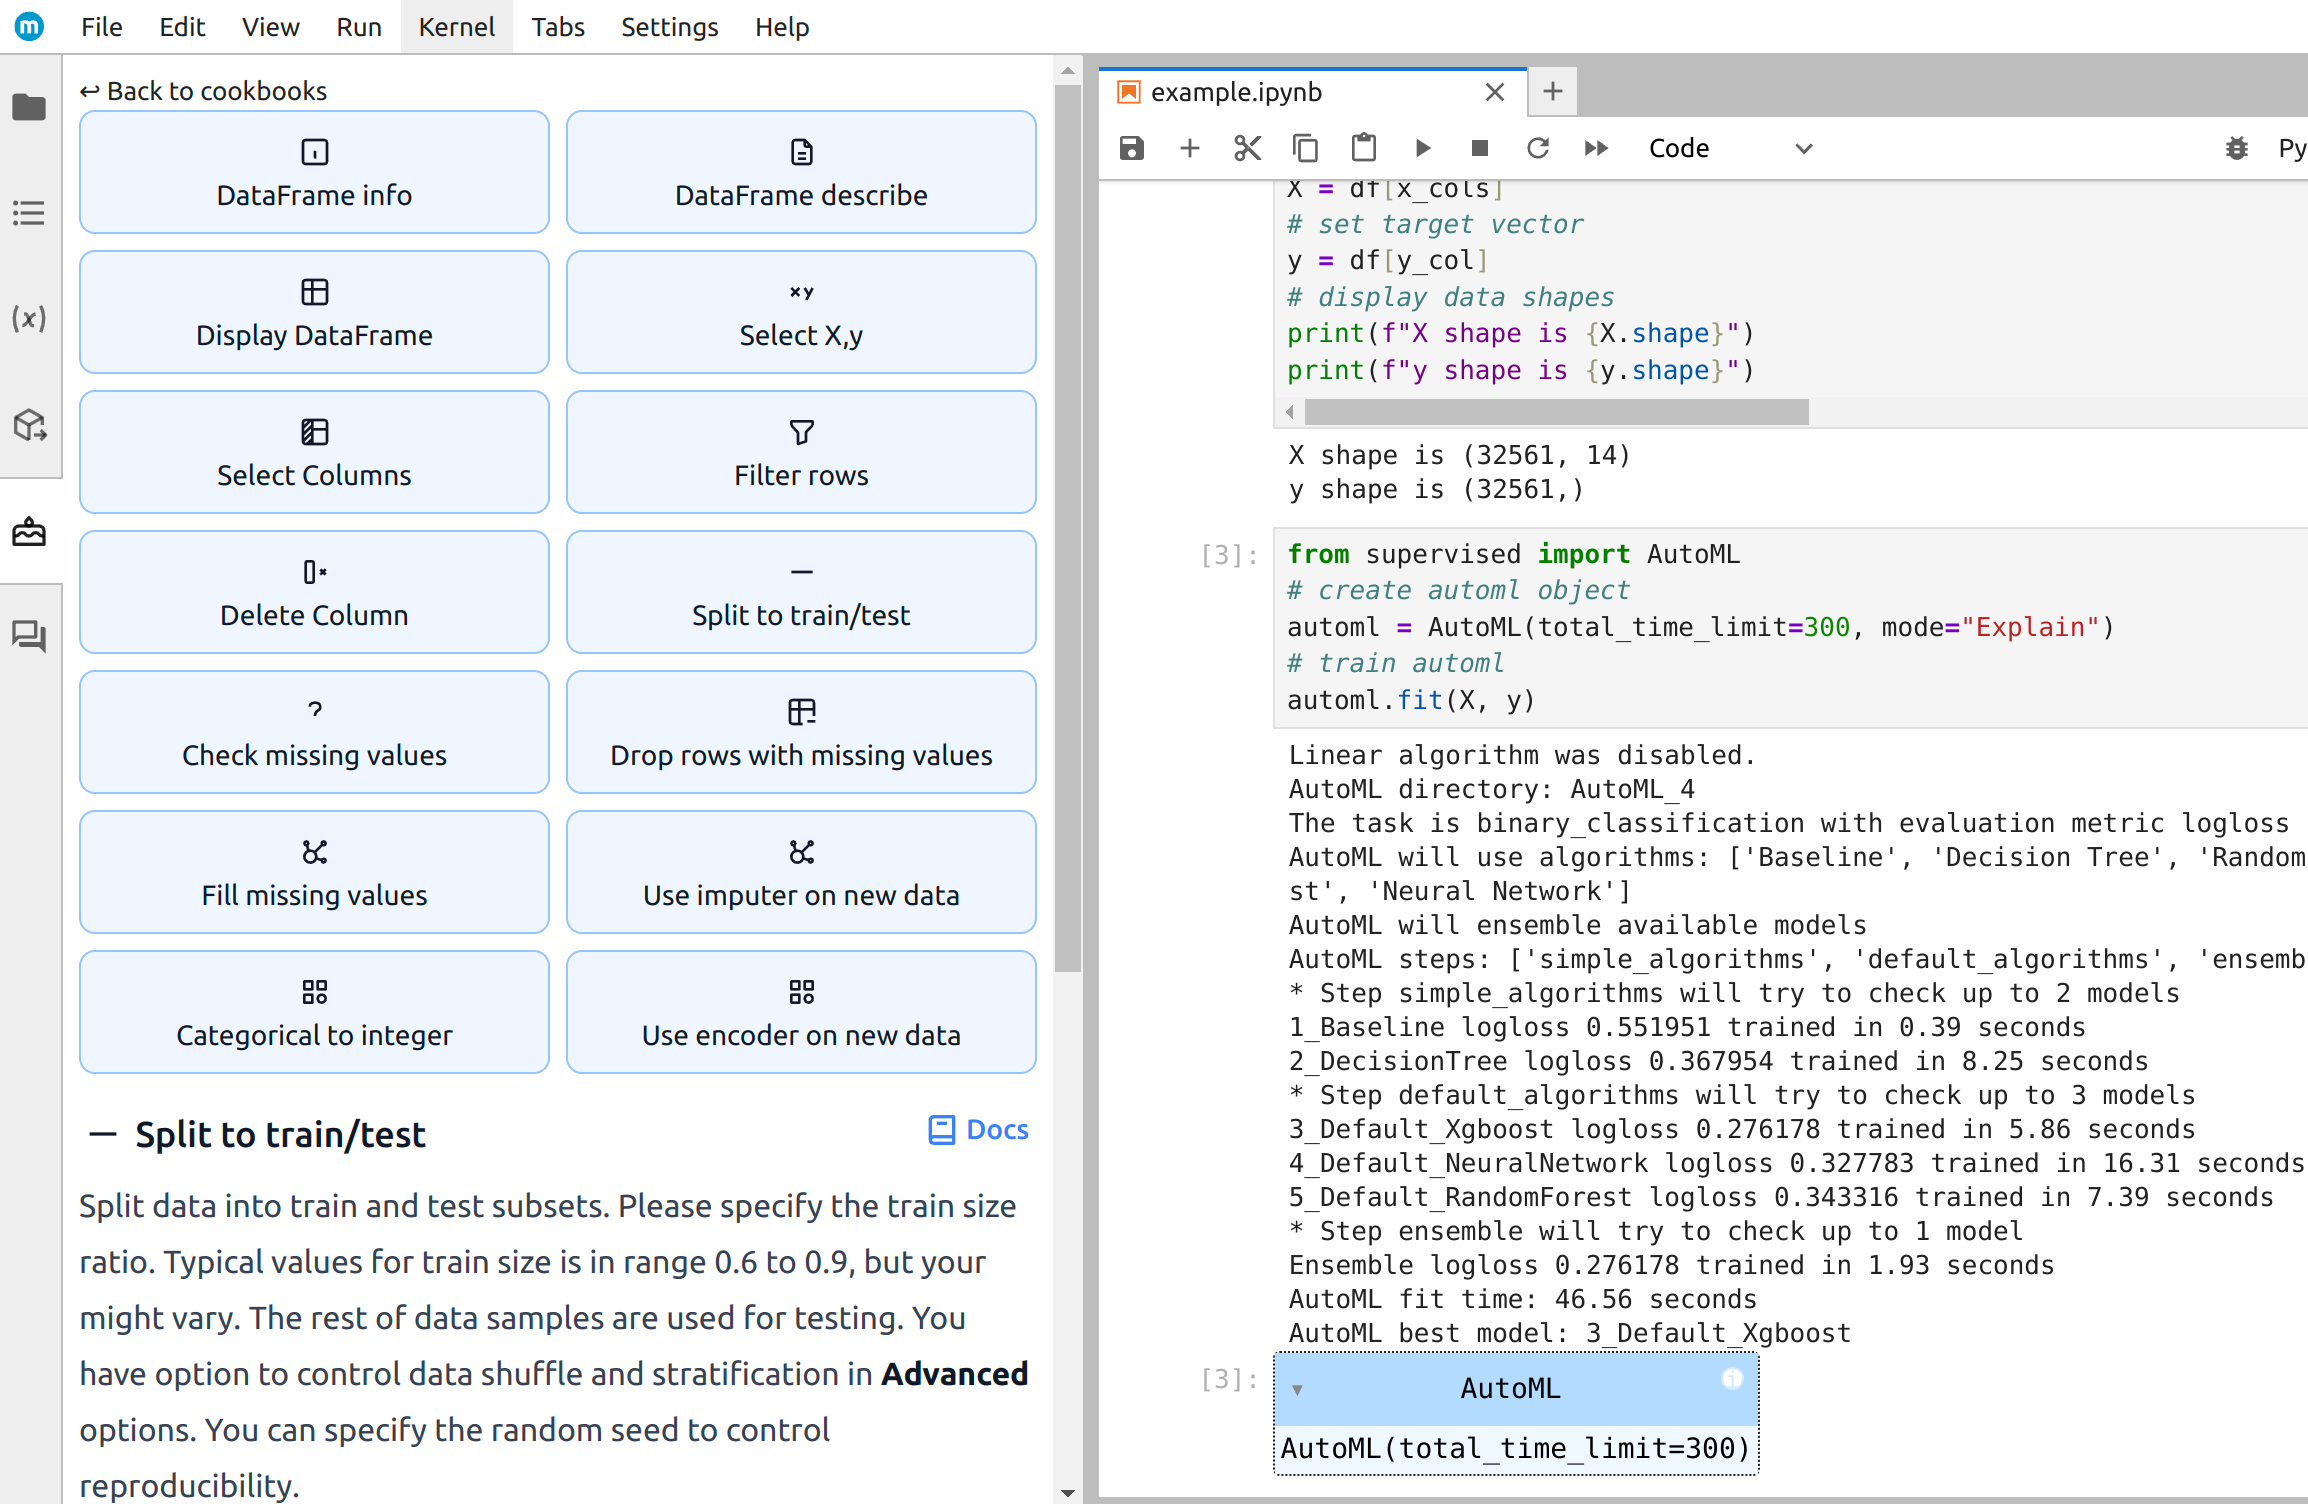 File Edit View Run Kernel Tabs Settings Help
↩ Back to cookbooks
DataFrame info
DataFrame describe
Display DataFrame
Select X,y
Select Columns
Filter rows
Delete Column
Split to train/test
Check missing values
Drop rows with missing values
Fill missing values
Use imputer on new data
Categorical to integer
Use encoder on new data
Split to train/test
Docs
Split data into train and test subsets. Please specify the train size
ratio. Typical values for train size is in range 0.6 to 0.9, but your
might vary. The rest of data samples are used for testing. You
have option to control data shuffle and stratification in Advanced
options. You can specify the random seed to control
reproducibility.
example.ipynb
Code
Py
X = df[x_cols]
# set target vector
y = df[y_col]
# display data shapes
print(f"X shape is {X.shape}")
print(f"y shape is {y.shape}")
X shape is (32561, 14)
y shape is (32561,)
[3]:
from supervised import AutoML
# create automl object
automl = AutoML(total_time_limit=300, mode="Explain")
# train automl
automl.fit(X, y)
Linear algorithm was disabled.
AutoML directory: AutoML_4
The task is binary_classification with evaluation metric logloss
AutoML will use algorithms: ['Baseline', 'Decision Tree', 'Random
st', 'Neural Network']
AutoML will ensemble available models
AutoML steps: ['simple_algorithms', 'default_algorithms', 'ensemb
* Step simple_algorithms will try to check up to 2 models
1_Baseline logloss 0.551951 trained in 0.39 seconds
2_DecisionTree logloss 0.367954 trained in 8.25 seconds
* Step default_algorithms will try to check up to 3 models
3_Default_Xgboost logloss 0.276178 trained in 5.86 seconds
4_Default_NeuralNetwork logloss 0.327783 trained in 16.31 seconds
5_Default_RandomForest logloss 0.343316 trained in 7.39 seconds
* Step ensemble will try to check up to 1 model
Ensemble logloss 0.276178 trained in 1.93 seconds
AutoML fit time: 46.56 seconds
AutoML best model: 3_Default_Xgboost
[3]:
AutoML
AutoML(total_time_limit=300)